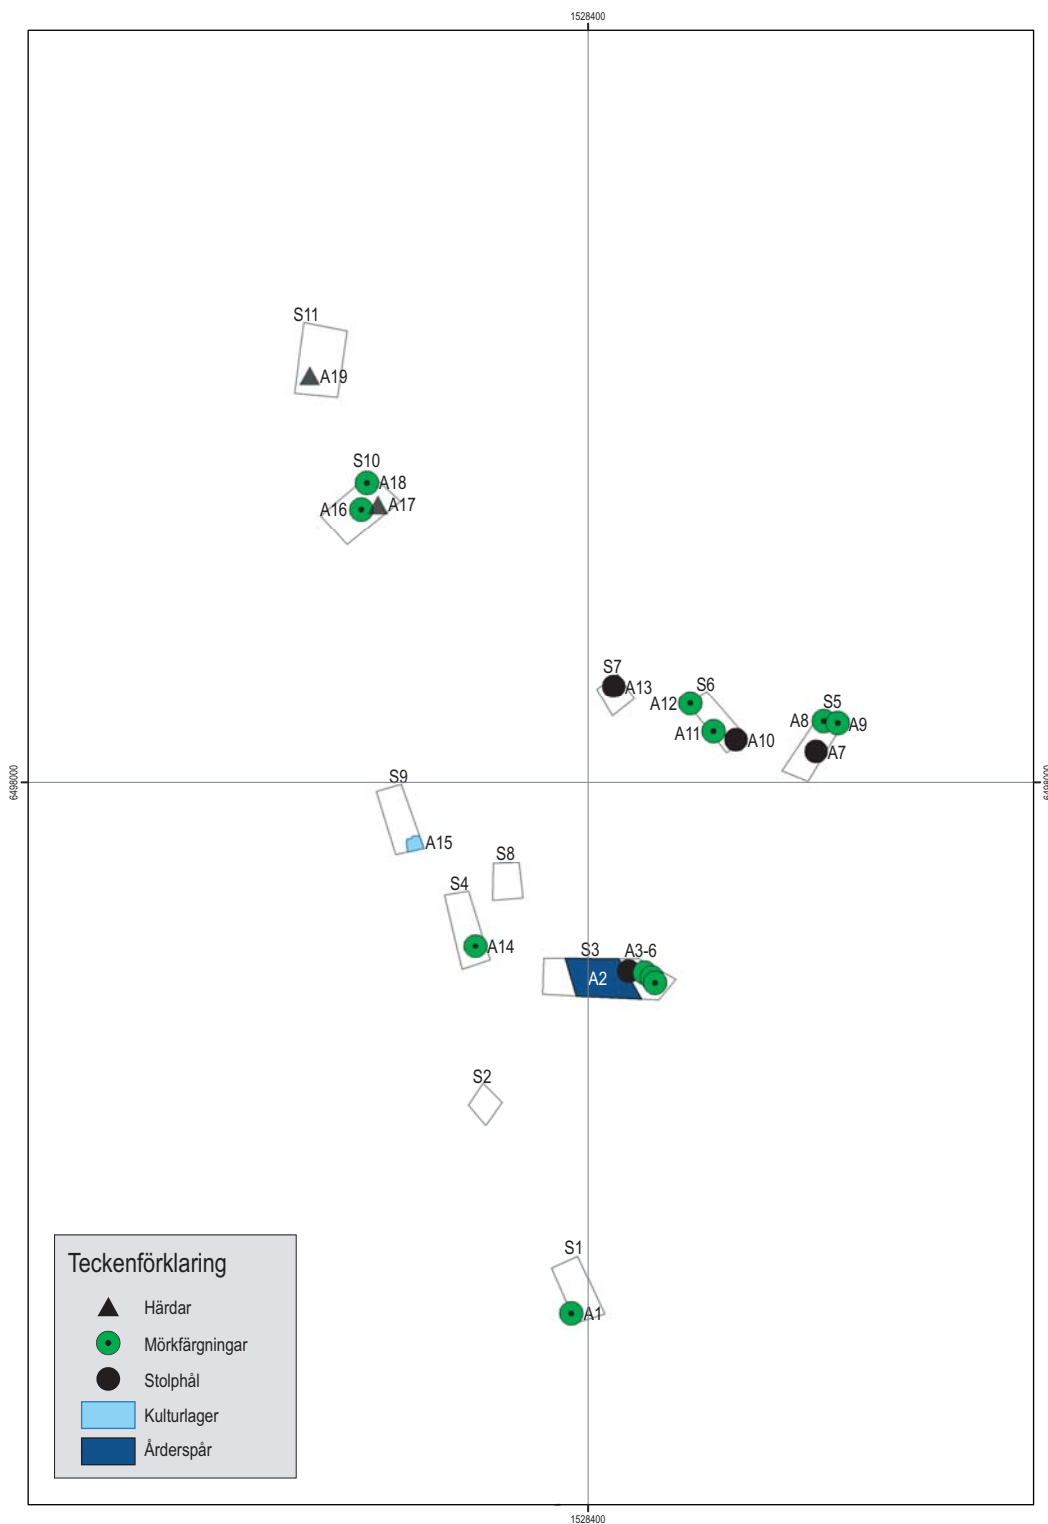 1528400
S11
A19
S10
A18
A16
A17
S7
A13
S6
A12
A11
A10
S5
A8
A9
A7
6498000
6498000
S9
A15
S8
S4
A14
S3
A3-6
A2
S2
S1
A1
Teckenförklaring
Härdar
Mörkfärgningar
Stolphål
Kulturlager
Årderspår
1528400